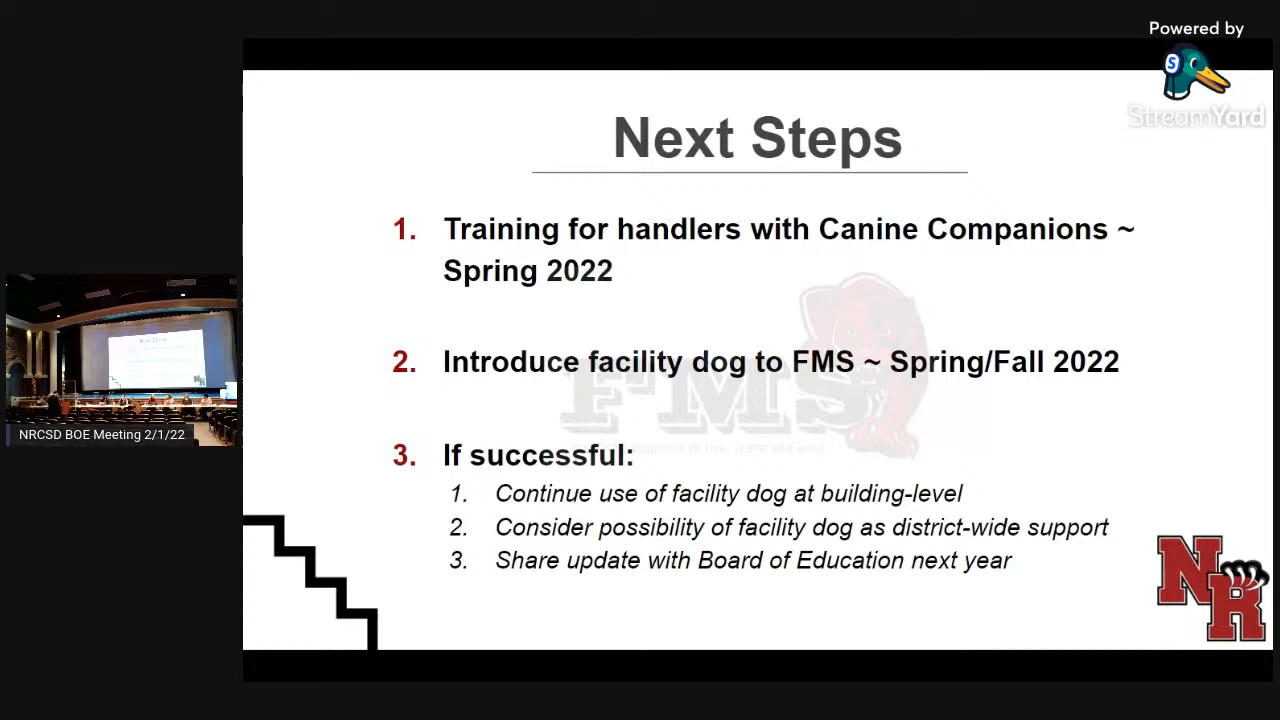 Powered by
StreamYard
Next Steps
1. Training for handlers with Canine Companions ~
Spring 2022
2. Introduce facility dog to FMS ~ Spring/Fall 2022
FMS
3. If successful:
1. Continue use of facility dog at building-level
2. Consider possibility of facility dog as district-wide support
3. Share update with Board of Education next year
NRCSD BOE Meeting 2/1/22
NR